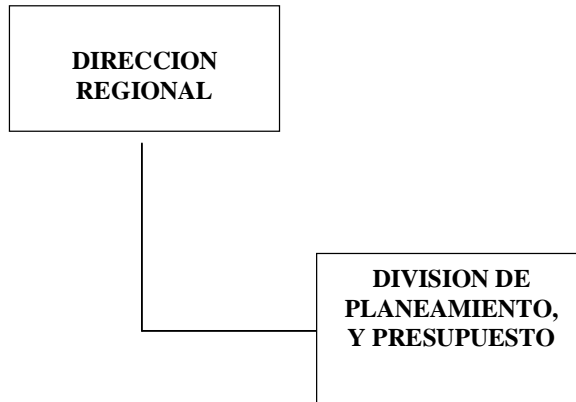 DIRECCION
REGIONAL
DIVISION DE
PLANEAMIENTO,
Y PRESUPUESTO